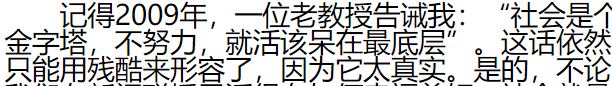 记得2009年，一位老教授告诫我：“社会是个
金字塔，不努力，就活该呆在最底层”。这话依然
只能用残酷来形容了，因为它太真实。是的，不论